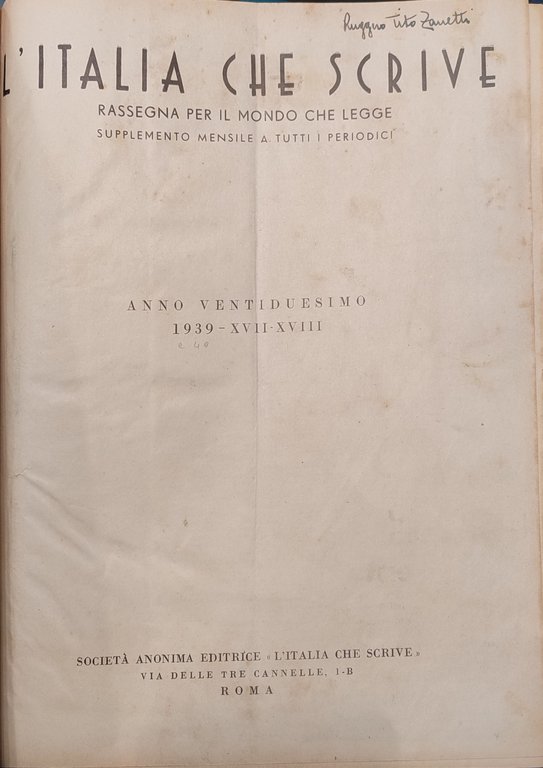 Ruggero Tito Zanetti
L'ITALIA CHE SCRIVE
RASSEGNA PER IL MONDO CHE LEGGE
SUPPLEMENTO MENSILE A TUTTI I PERIODICI
ANNO VENTIDUESIMO
1939 - XVII-XVIII
e 40
SOCIETÀ ANONIMA EDITRICE «L'ITALIA CHE SCRIVE»
VIA DELLE TRE CANNELLE, 1-B
ROMA